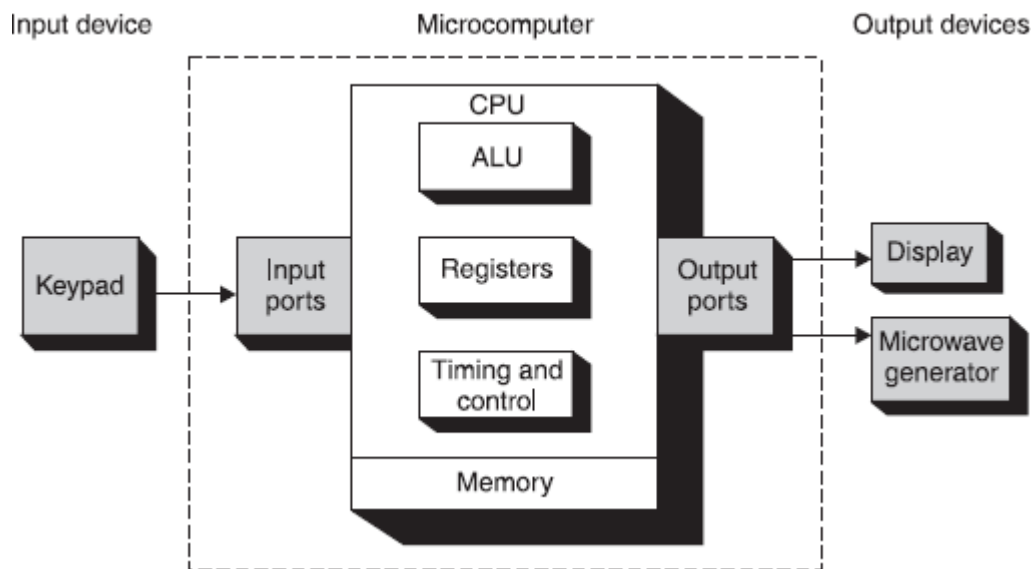 Input device
Microcomputer
Output devices
CPU
ALU
Keypad
Input
ports
Registers
Output
ports
Display
Microwave
generator
Timing and
control
Memory